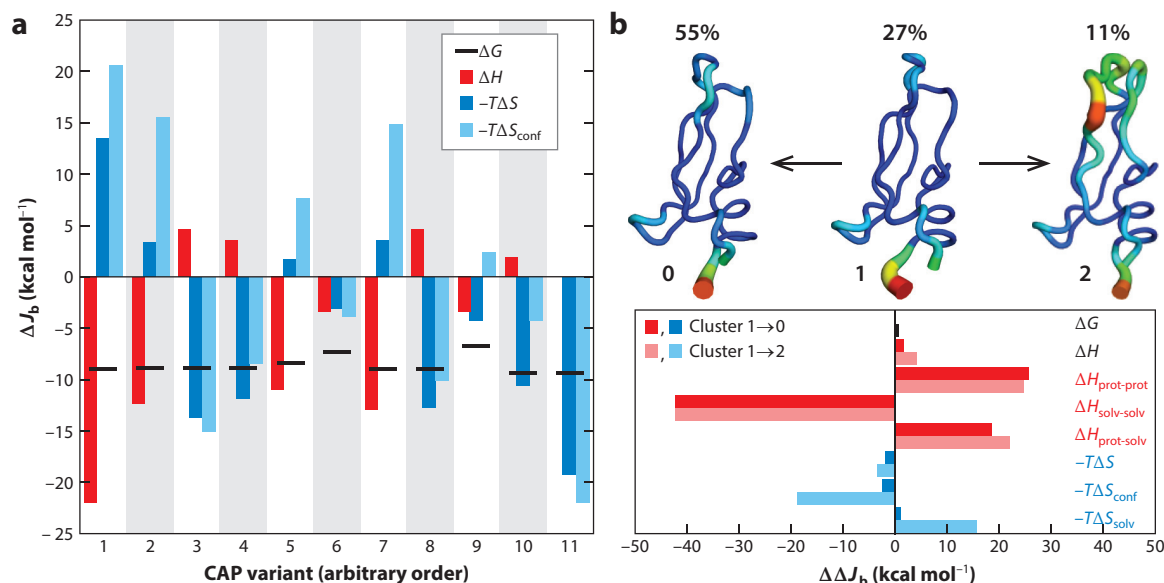 a
ΔJb (kcal mol–1)
25
20
15
10
5
0
–5
–10
–15
–20
– 25
ΔG
ΔH
–TΔS
–TΔSconf
1 2 3 4 5 6 7 8 9 10 11
CAP variant (arbitrary order)
b
55% 27% 11%
0 1 2
, Cluster 1→0
, Cluster 1→2
ΔG
ΔH
ΔHprot-prot
ΔHsolv-solv
ΔHprot-solv
–TΔS
–TΔSconf
–TΔSsolv
–50 –40 –30 –20 –10 0 10 20 30 40 50
ΔΔJb (kcal mol–1)